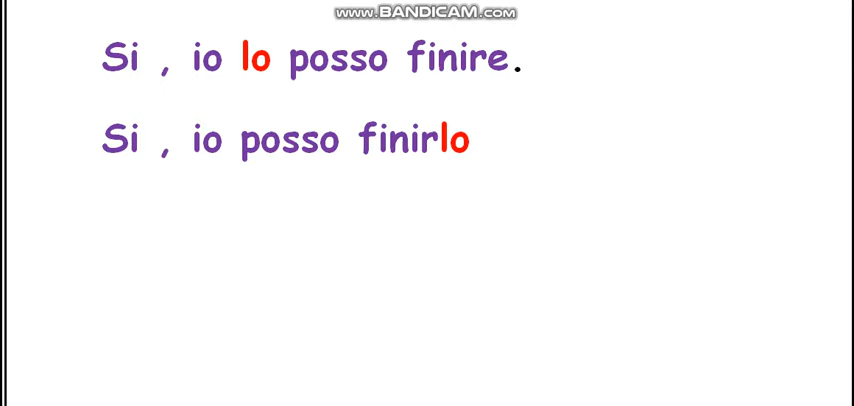 www.BANDICAM.com
Si , io lo posso finire.
Si , io posso finirlo